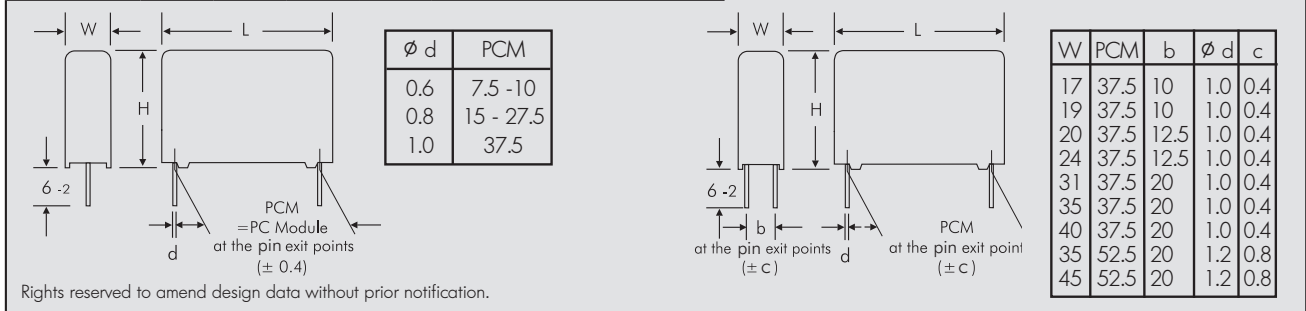 W
L
H
6 -2
d
PCM
=PC Module
at the pin exit points
(± 0.4)
Ø d PCM
0.6 7.5 -10
0.8 15 - 27.5
1.0 37.5
Rights reserved to amend design data without prior notification.
W
L
H
6 -2
b
d
at the pin exit points
(± c)
PCM
at the pin exit point
(± c)
W PCM b Ø d c
17 37.5 10 1.0 0.4
19 37.5 10 1.0 0.4
20 37.5 12.5 1.0 0.4
24 37.5 12.5 1.0 0.4
31 37.5 20 1.0 0.4
35 37.5 20 1.0 0.4
40 37.5 20 1.0 0.4
35 52.5 20 1.2 0.8
45 52.5 20 1.2 0.8